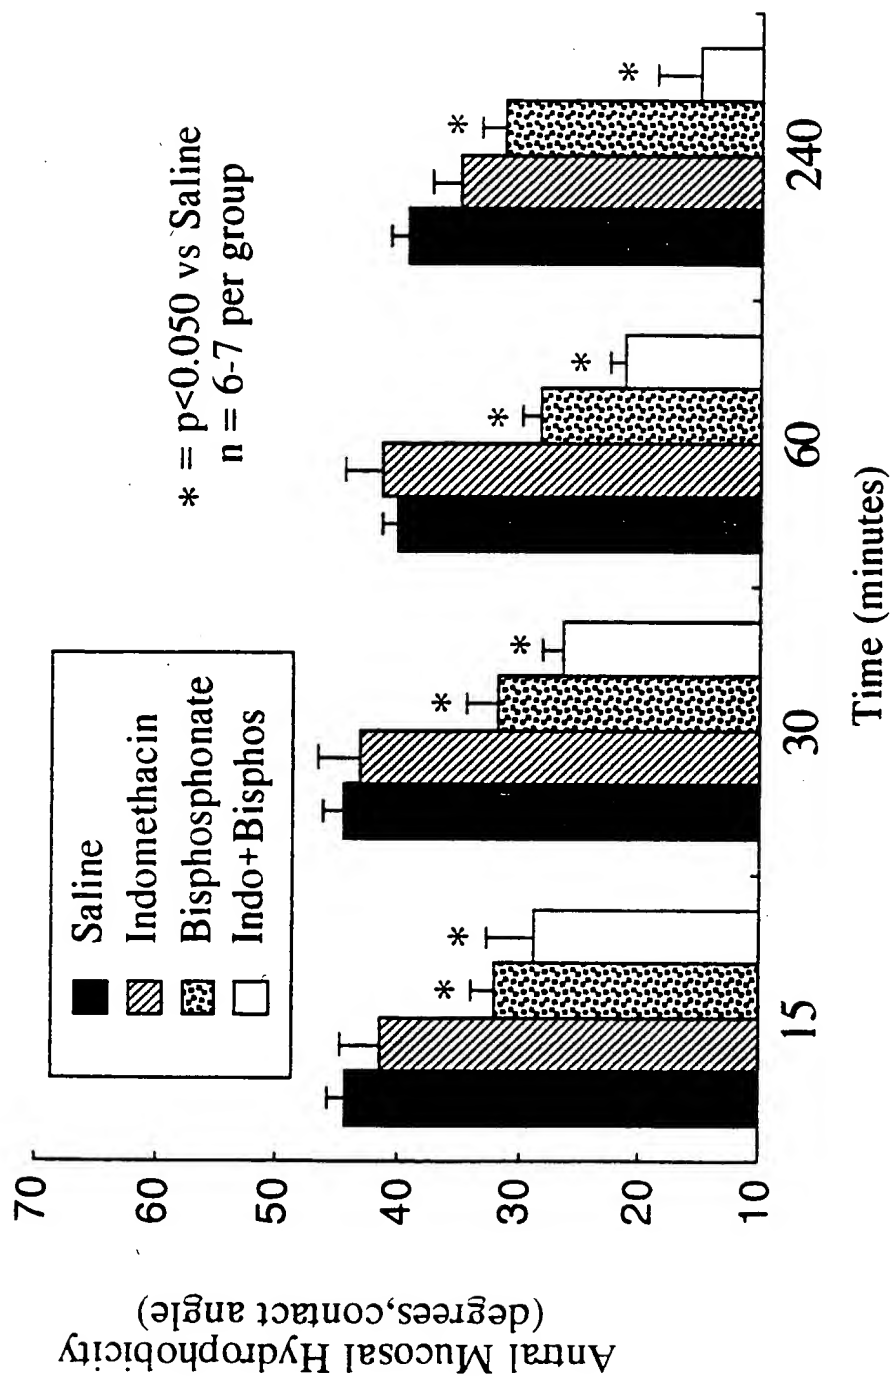 Antral Mucosal Hydrophobicity
(degrees,contact angle)
70
60
50
40
30
20
10
Saline
Indomethacin
Bisphosphonate
Indo+Bisphos
* = p<0.050 vs Saline
n = 6-7 per group
* *
* *
* *
* *
15 30 60 240
Time (minutes)